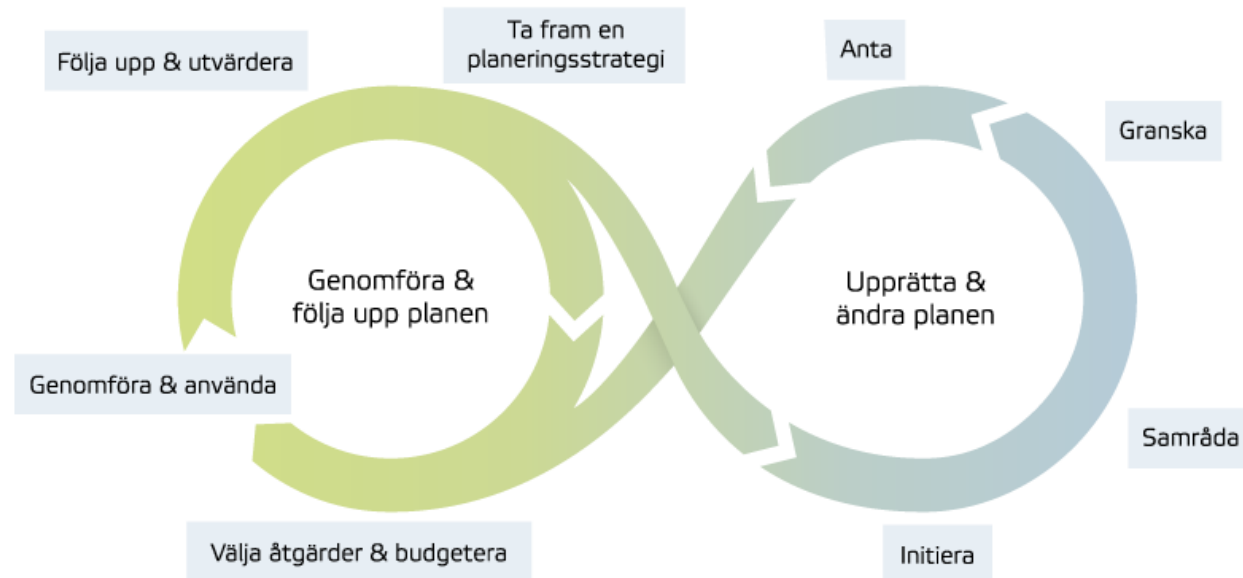 Ta fram en
planeringsstrategi
Följa upp & utvärdera
Anta
Granska
Genomföra &
följa upp planen
Upprätta &
ändra planen
Genomföra & använda
Samråda
Välja åtgärder & budgetera
Initiera